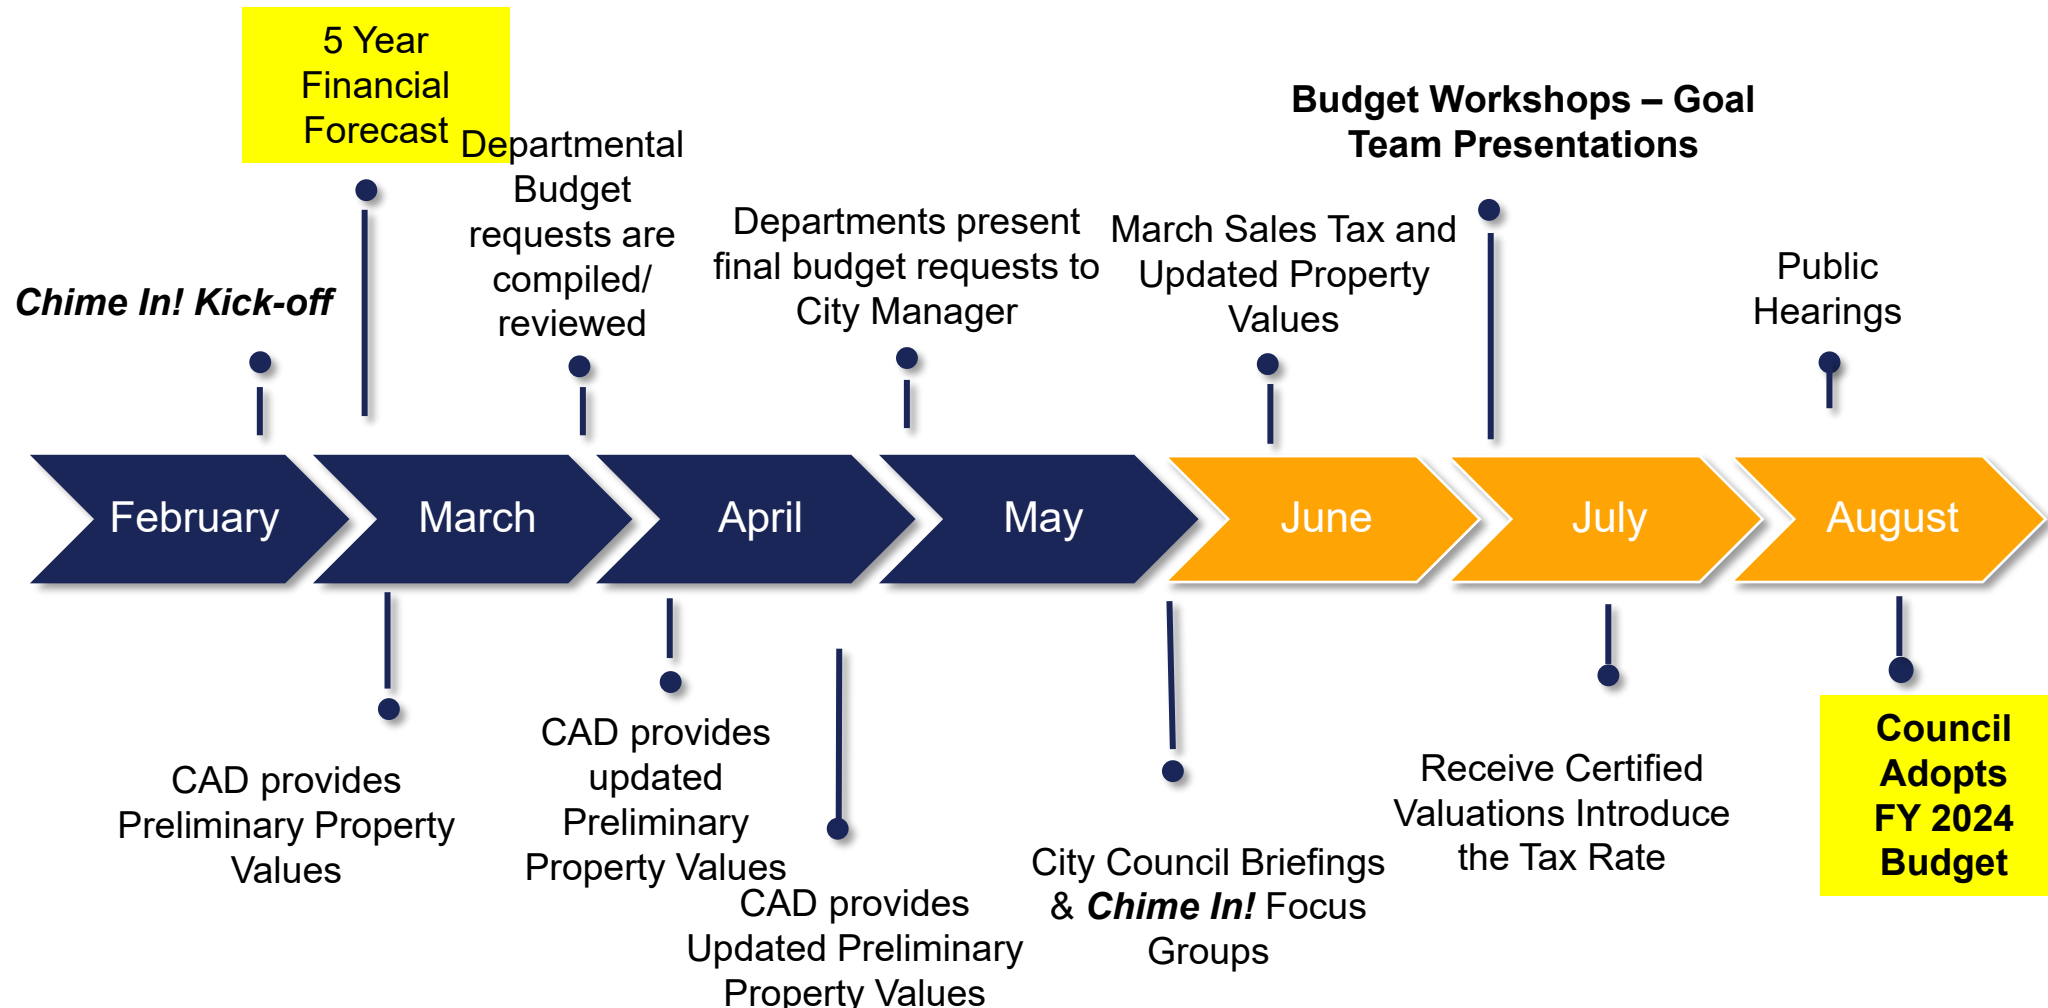 5 Year
Financial
Forecast
Budget Workshops – Goal
Team Presentations
Departmental
Budget
requests are
compiled/
reviewed
Departments present
final budget requests to
City Manager
March Sales Tax and
Updated Property
Values
Public
Hearings
Chime In! Kick-off
February
March
April
May
June
July
August
CAD provides
Preliminary Property
Values
CAD provides
updated
Preliminary
Property Values
CAD provides
Updated Preliminary
Property Values
City Council Briefings
& Chime In! Focus
Groups
Receive Certified
Valuations Introduce
the Tax Rate
Council
Adopts
FY 2024
Budget